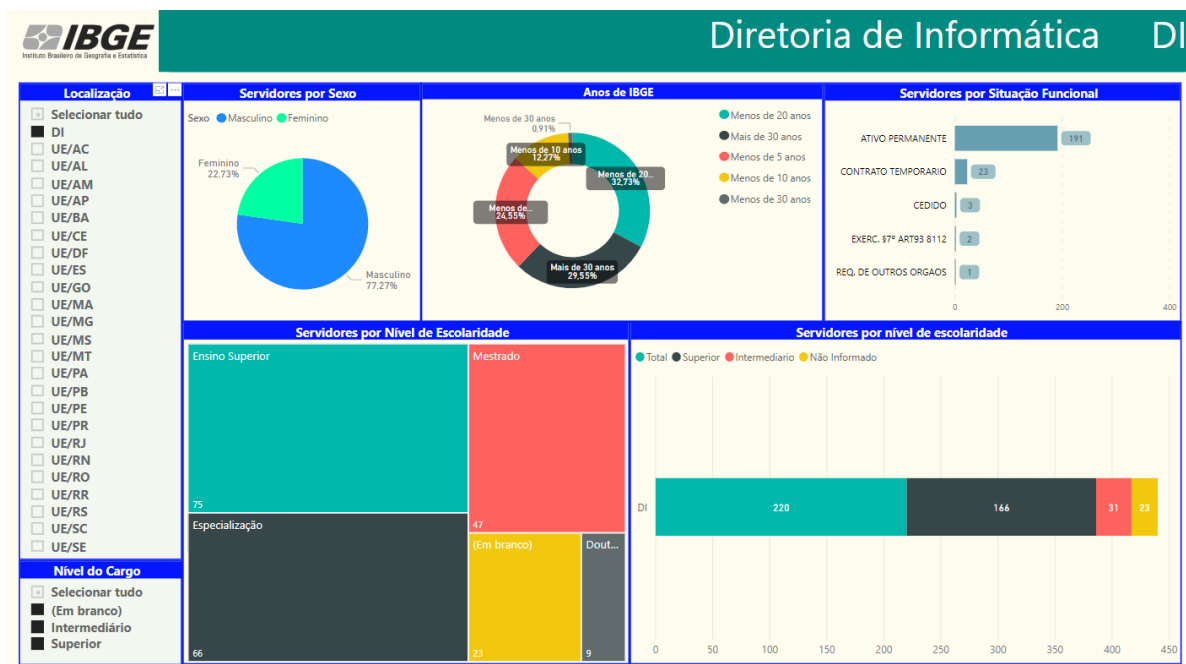 IBGE
Instituto Brasileiro de Geografia e Estatística
Diretoria de Informática DI
Localização
Selecionar tudo
DI
UE/AC
UE/AL
UE/AM
UE/AP
UE/BA
UE/CE
UE/DF
UE/ES
UE/GO
UE/MA
UE/MG
UE/MS
UE/MT
UE/PA
UE/PB
UE/PE
UE/PR
UE/RJ
UE/RN
UE/RO
UE/RR
UE/RS
UE/SC
UE/SE
Nível do Cargo
Selecionar tudo
(Em branco)
Intermediário
Superior
Servidores por Sexo
Sexo Masculino Feminino
Feminino
22,73%
Masculino
77,27%
Anos de IBGE
Menos de 30 anos
0,91%
Menos de 10 anos
12,27%
Menos de 20...
32,73%
Menos de...
24,55%
Mais de 30 anos
29,55%
Menos de 20 anos
Mais de 30 anos
Menos de 5 anos
Menos de 10 anos
Menos de 30 anos
Servidores por Situação Funcional
ATIVO PERMANENTE 191
CONTRATO TEMPORARIO 23
CEDIDO 3
EXERC. §7º ART93 8112 2
REQ. DE OUTROS ORGAOS 1
0 200 400
Servidores por Nível de Escolaridade
Ensino Superior
75
Especialização
66
Mestrado
47
(Em branco)
23
Dout...
9
Servidores por nível de escolaridade
Total Superior Intermediario Não Informado
DI 220 166 31 23
0 50 100 150 200 250 300 350 400 450